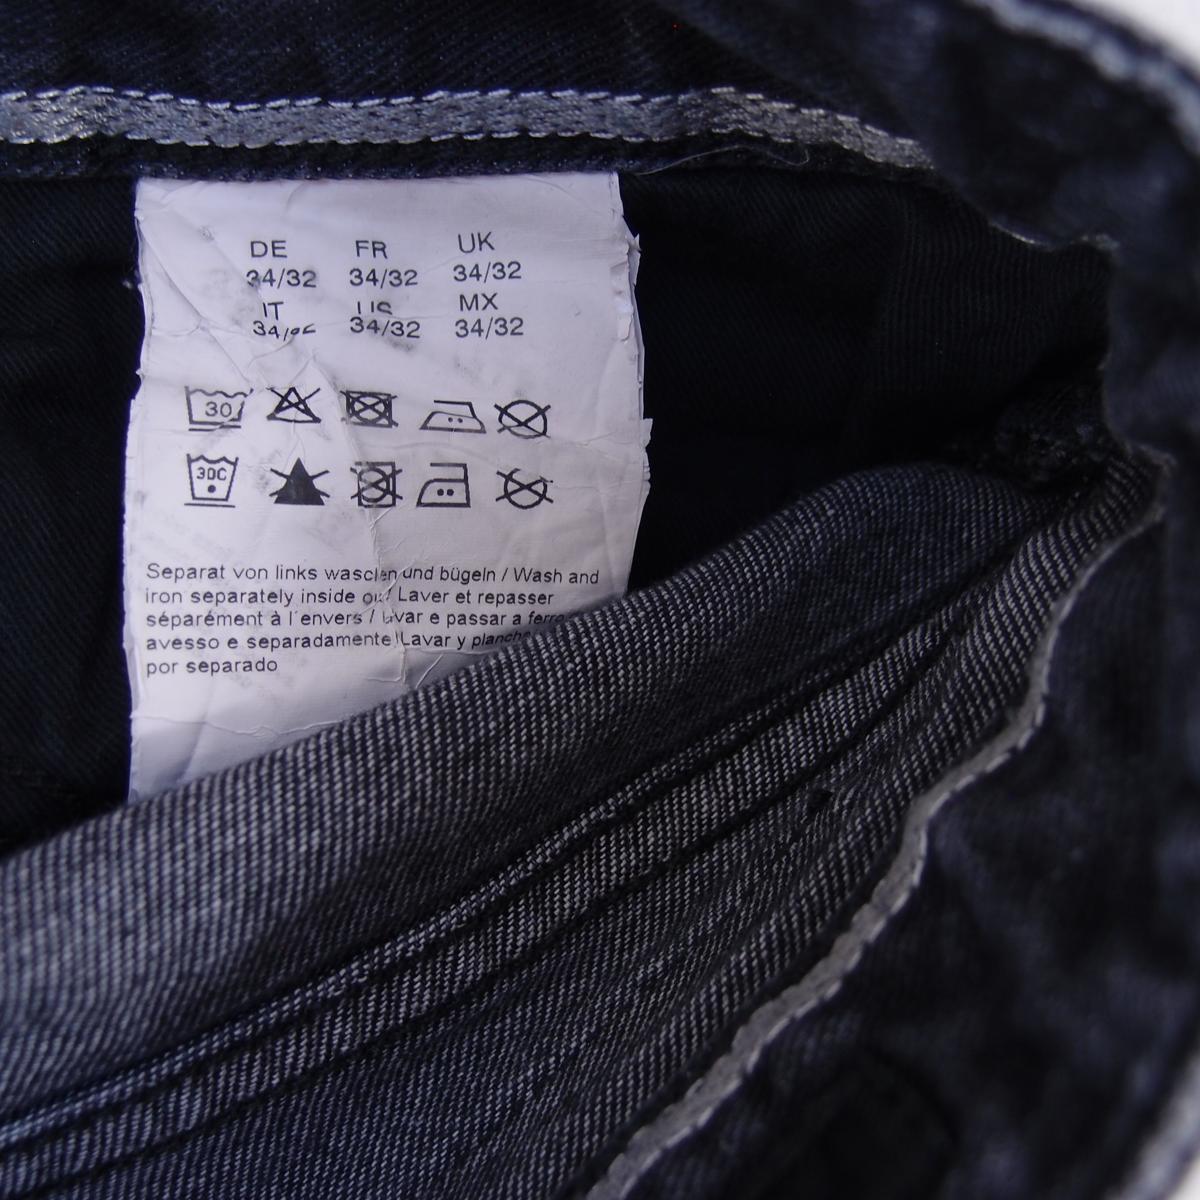 DE FR UK
34/32 34/32 34/32
IT US MX
34/ 34/32 34/32
30
30C
Separat von links waschen und bügeln / Wash and
iron separately inside out/ Laver et repasser
séparément à l´envers / Lavar e passar a ferro
avesso e separadamente/Lavar y planchar
por separado